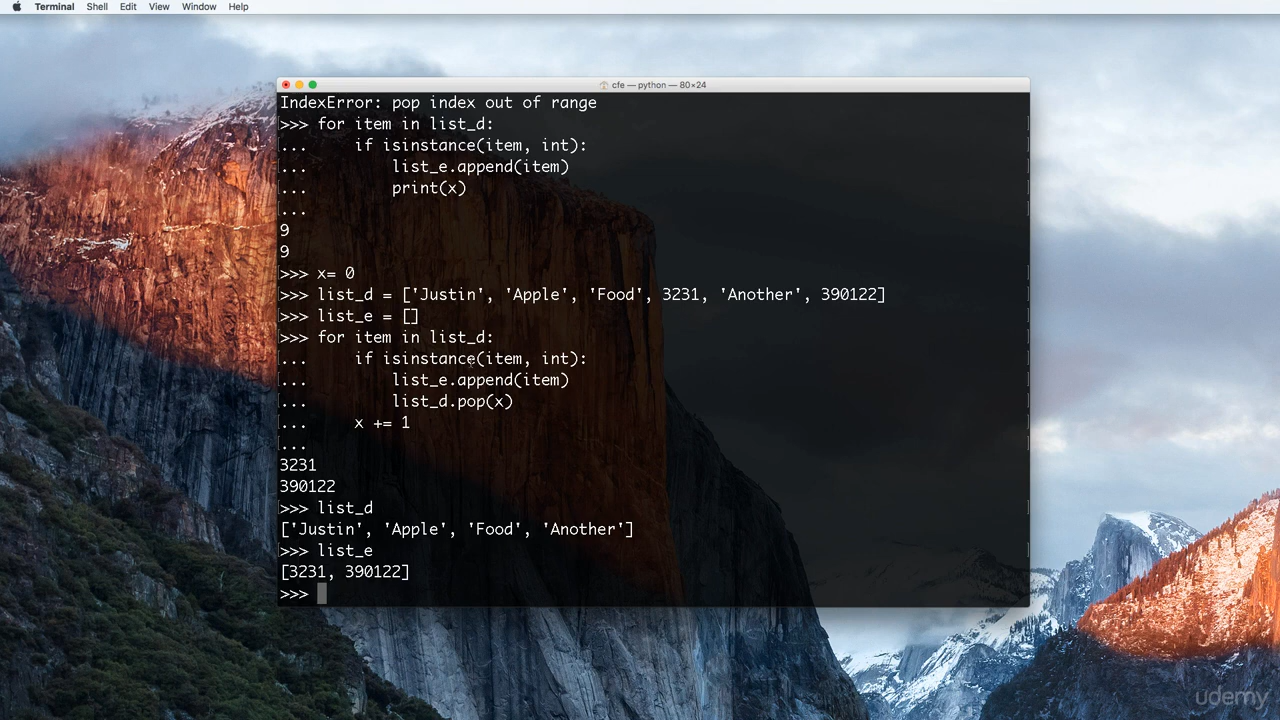 Terminal Shell Edit View Window Help
cfe — python — 80×24
IndexError: pop index out of range
>>> for item in list_d:
...     if isinstance(item, int):
...         list_e.append(item)
...         print(x)
...
9
9
>>> x= 0
>>> list_d = ['Justin', 'Apple', 'Food', 3231, 'Another', 390122]
>>> list_e = []
>>> for item in list_d:
...     if isinstance(item, int):
...         list_e.append(item)
...         list_d.pop(x)
...     x += 1
...
3231
390122
>>> list_d
['Justin', 'Apple', 'Food', 'Another']
>>> list_e
[3231, 390122]
>>>
udemy